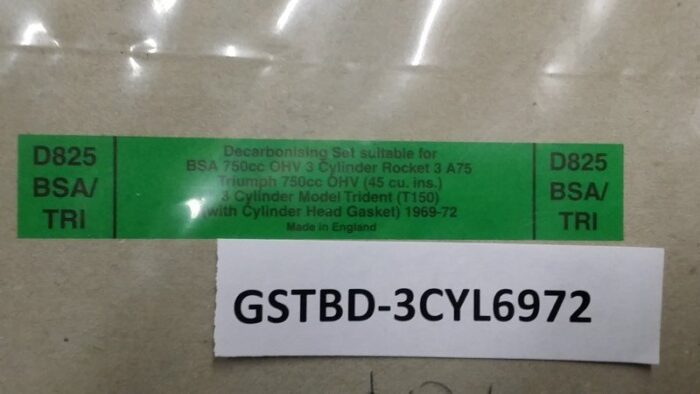 D825
BSA/
TRI
Decarbonising Set suitable for
BSA 750cc OHV 3 Cylinder Rocket 3 A75
Triumph 750cc OHV (45 cu. ins.)
3 Cylinder Model Trident (T150)
(with Cylinder Head Gasket) 1969-72
Made in England
D825
BSA/
TRI
GSTBD-3CYL6972